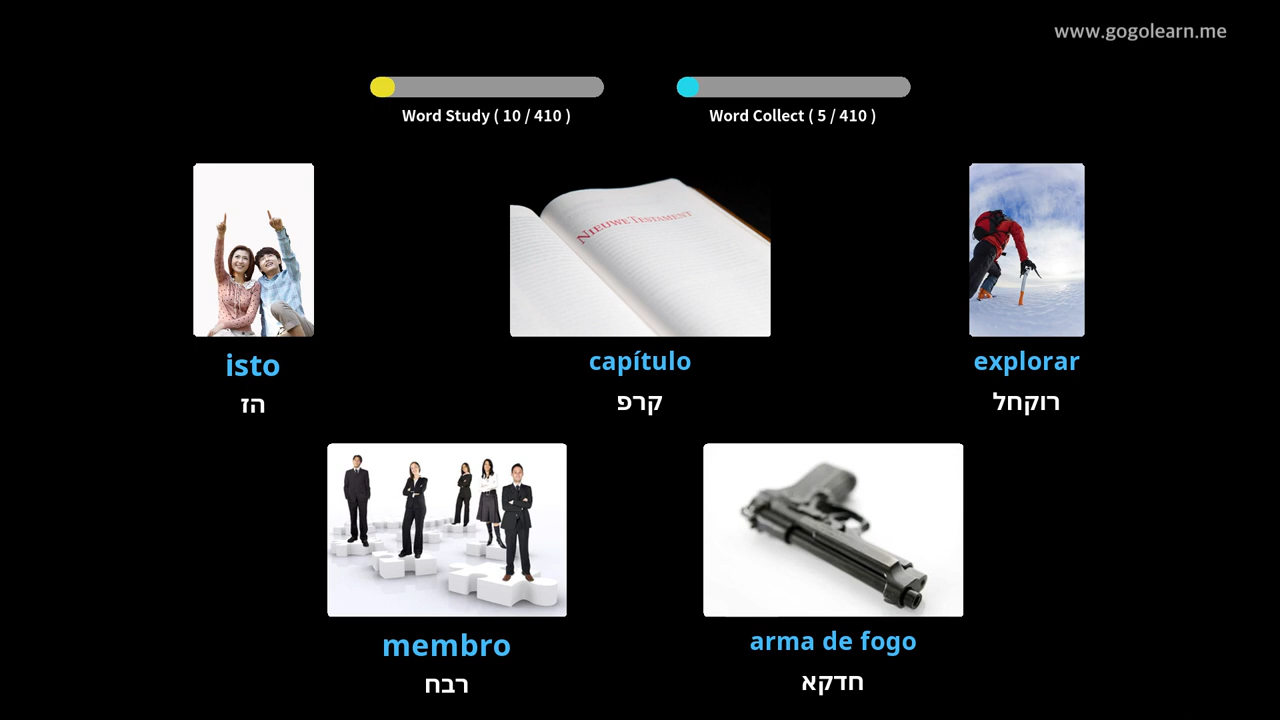 www.gogolearn.me
Word Study ( 10 / 410 )
Word Collect ( 5 / 410 )
isto
הז
capítulo
קרפ
explorar
רוקחל
membro
רבח
arma de fogo
חדקא
NIEUWE TESTAMENT